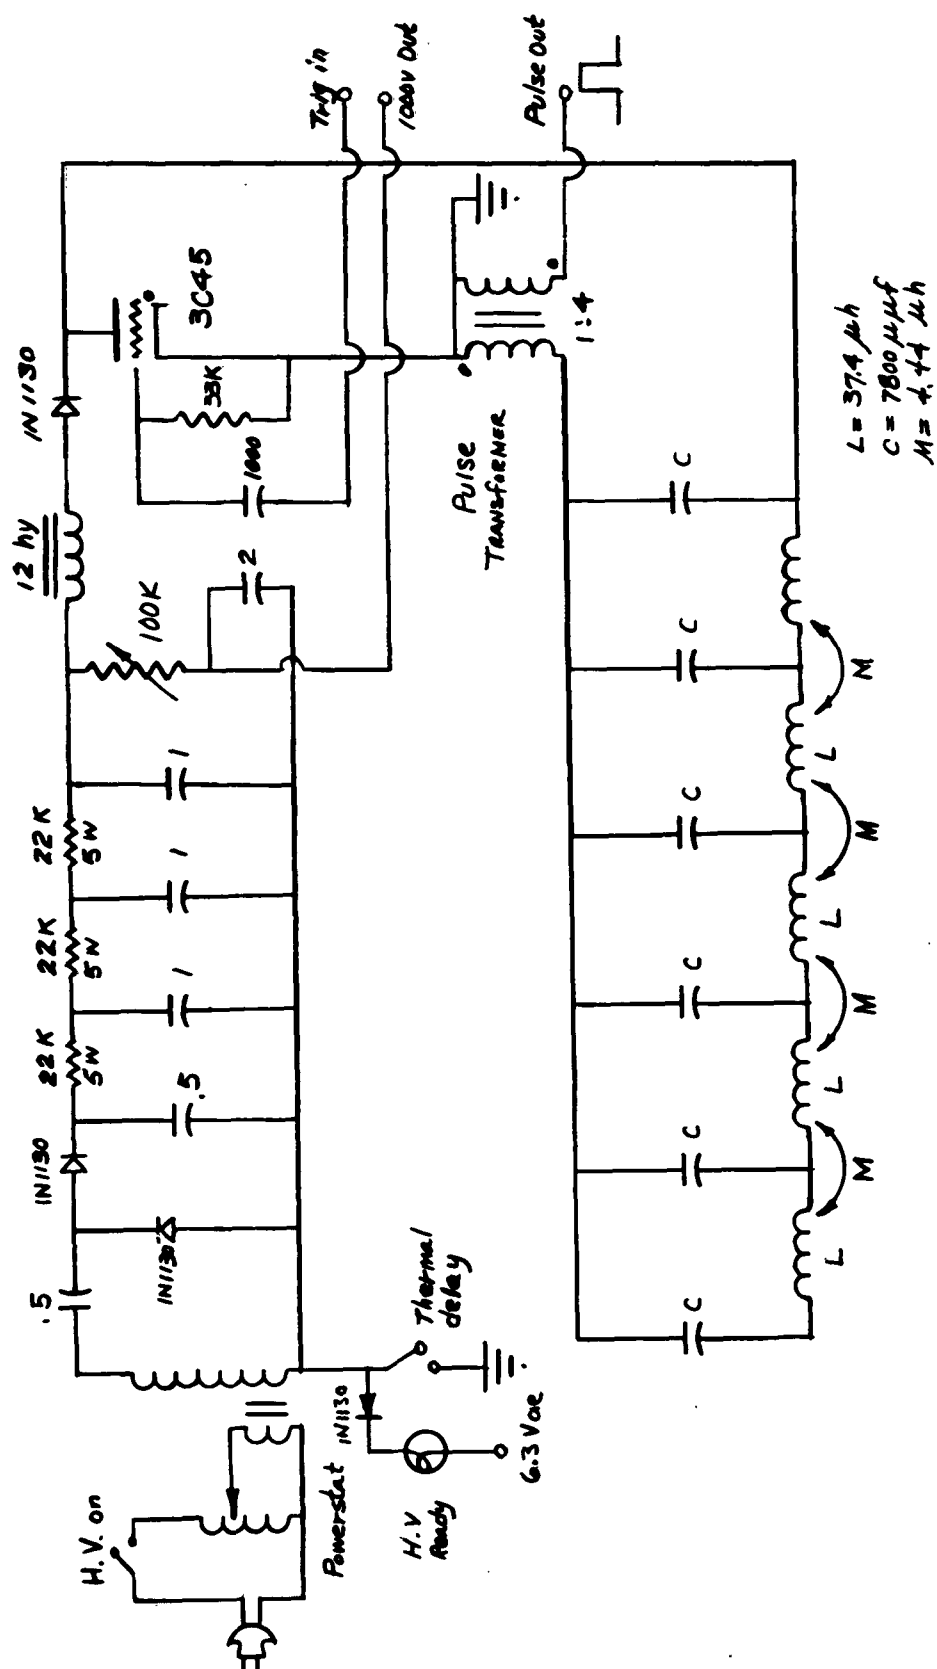 12 hy
1N1130
.5
1N1130
22K
5W
22K
5W
22K
5W
H.V. on
1N1130
.5
1
1
1
100K
2
33K
1000
3C45
Trig in
Powerstat
1N1130
1000V Out
H.V
Ready
Thermal
delay
Pulse
TRANSFORMER
6.3 Vac
Pulse Out
1:4
C
C
C
C
C
C
L
L
L
L
M
M
M
M
L = 37.4 µh
C = 7800 µµf
M = 4.44 µh